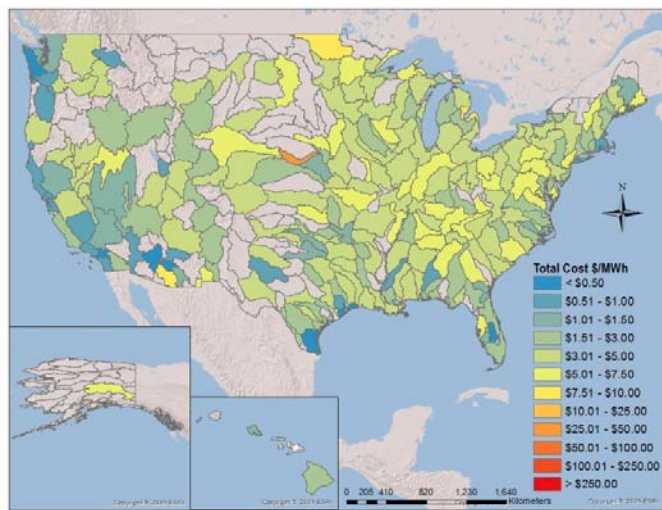 N
Total Cost $/MWh
< $0.50
$0.51 - $1.00
$1.01 - $1.50
$1.51 - $3.00
$3.01 - $5.00
$5.01 - $7.50
$7.51 - $10.00
$10.01 - $25.00
$25.01 - $50.00
$50.01 - $100.00
$100.01 - $250.00
> $250.00
0 205 410 820 1,230 1,640
Kilometers